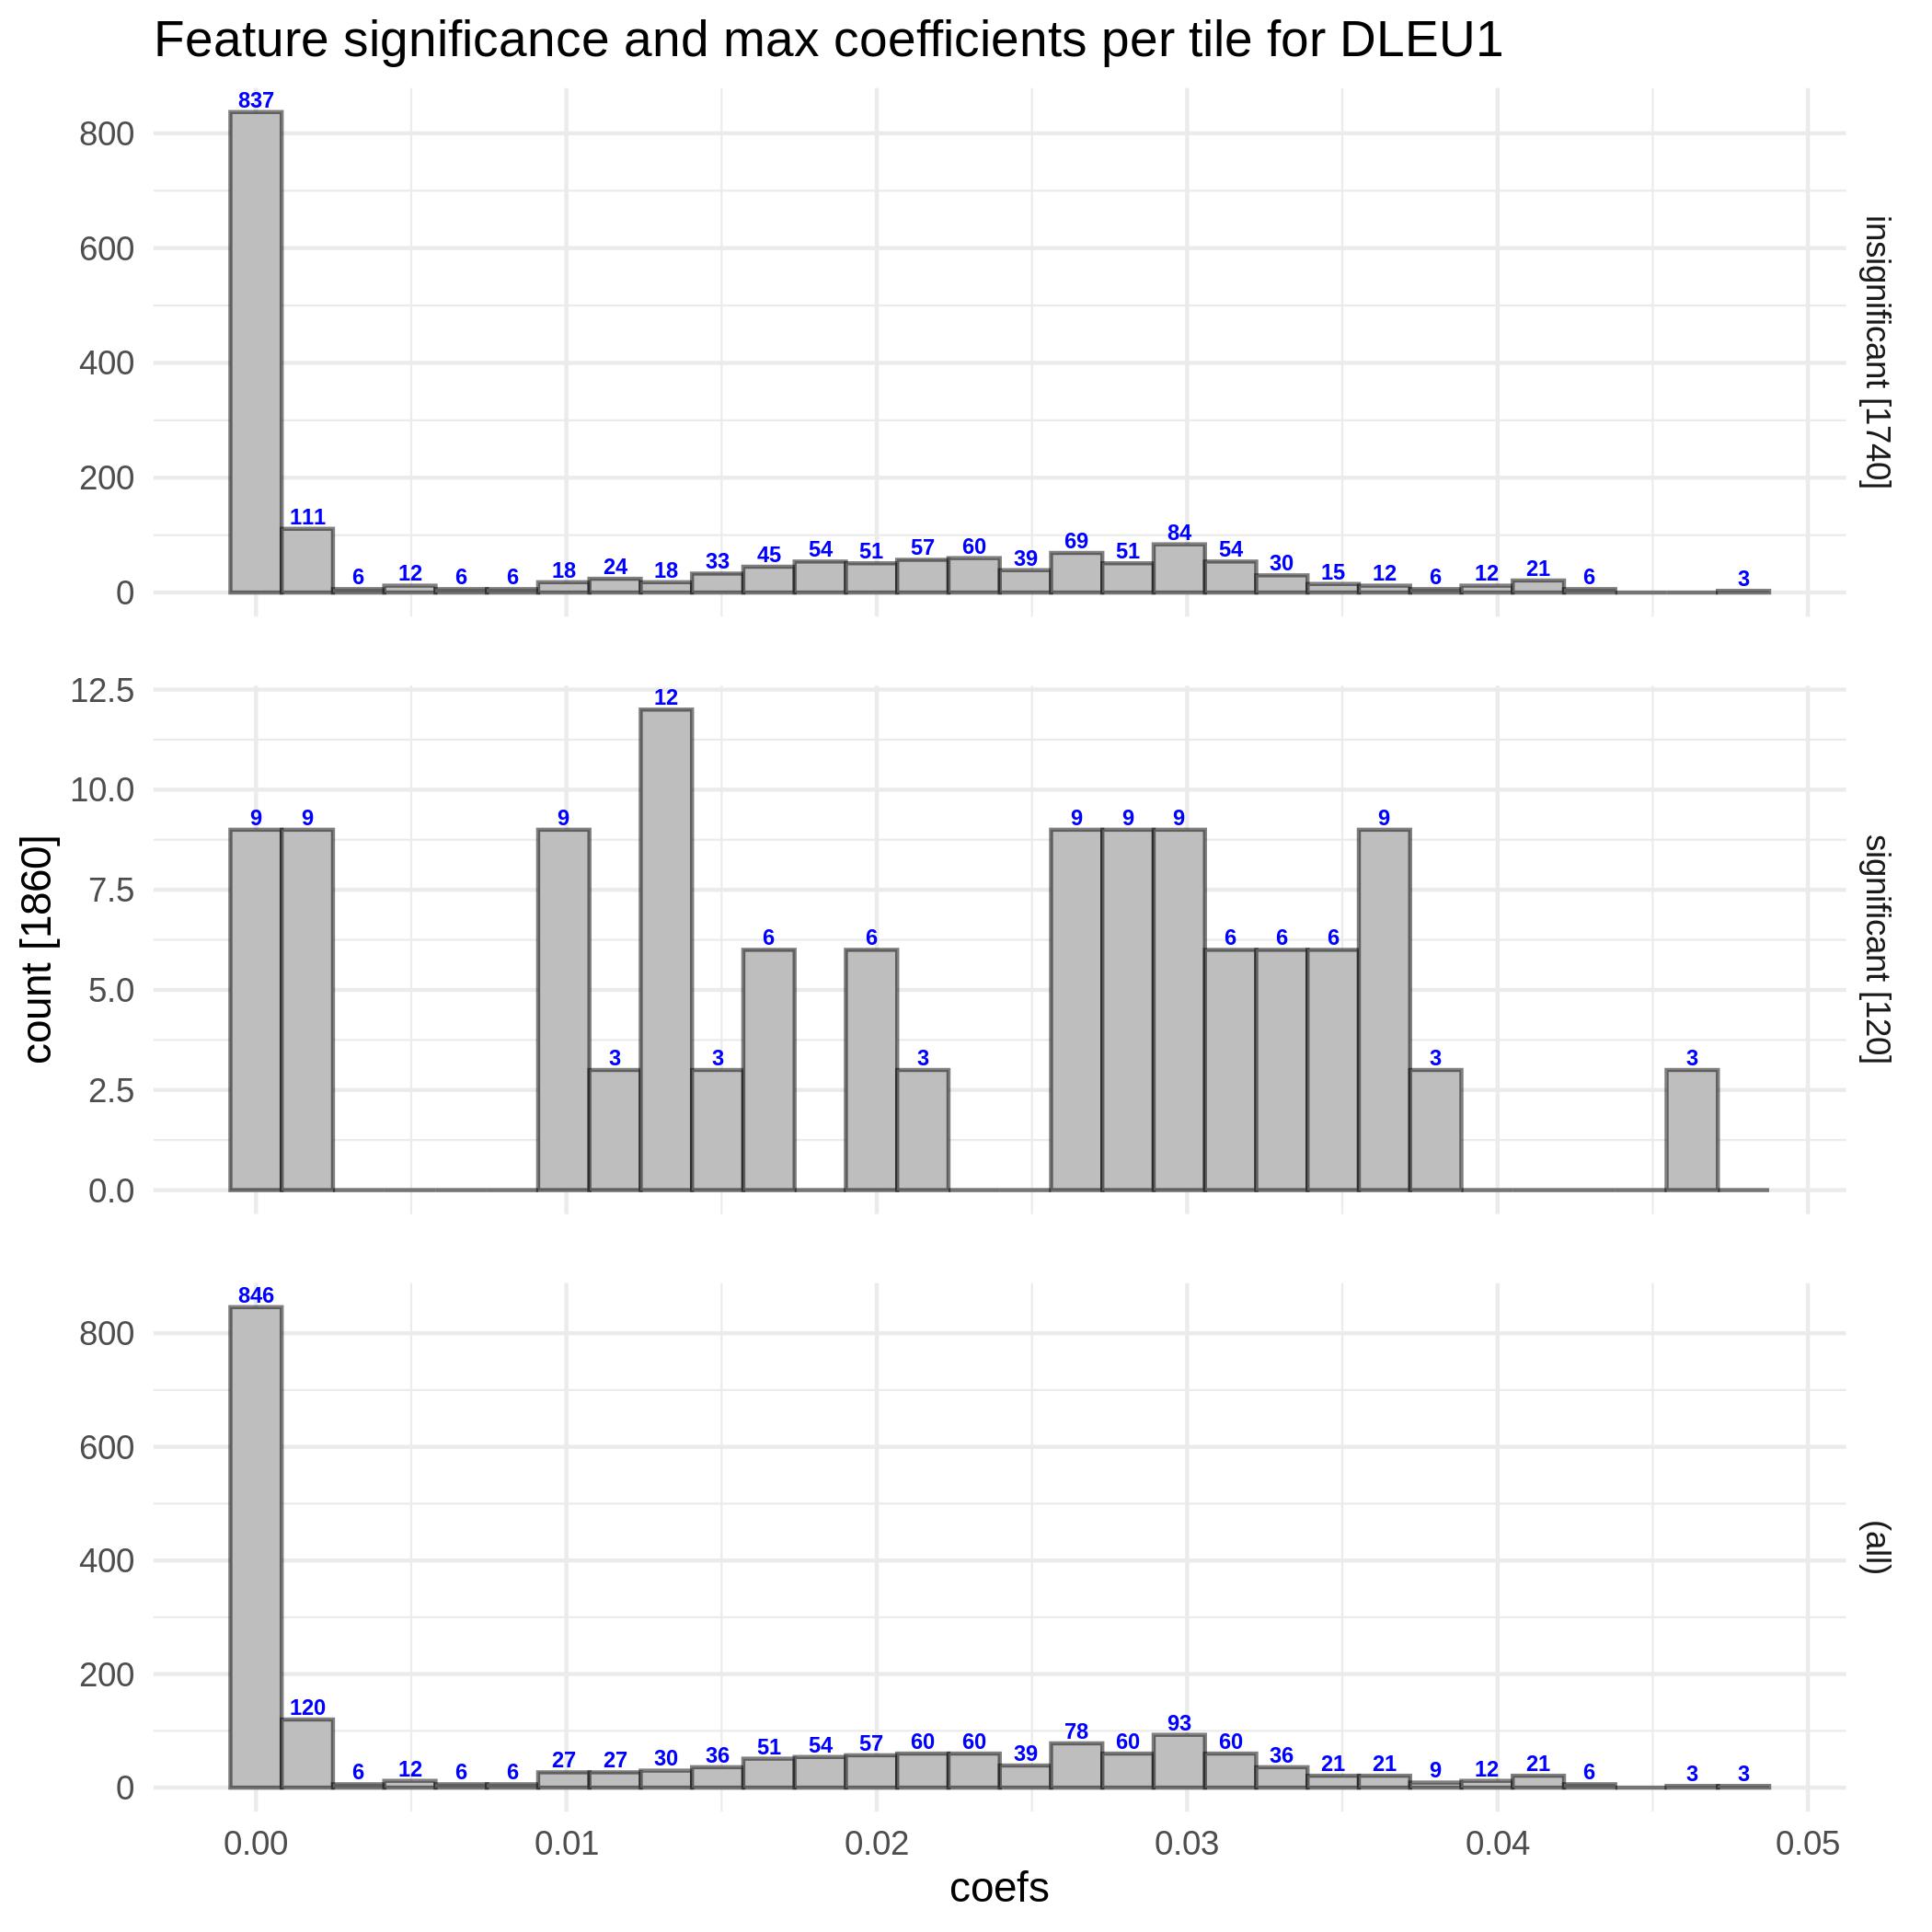 Feature significance and max coefficients per tile for DLEU1
837
800
600
400
200
0
111 6 12 6 6 18 24 18 33 45 54 51 57 60 39 69 51 84 54 30 15 12 6 12 21 6 3
insignificant [1740]
12.5
10.0
7.5
5.0
2.5
0.0
9 9 9 3 12 3 6 6 3 9 9 9 6 6 6 9 3 3
significant [120]
count [1860]
846
800
600
400
200
0
120 6 12 6 6 27 27 30 36 51 54 57 60 60 39 78 60 93 60 36 21 21 9 12 21 6 3 3
(all)
0.00 0.01 0.02 0.03 0.04 0.05
coefs